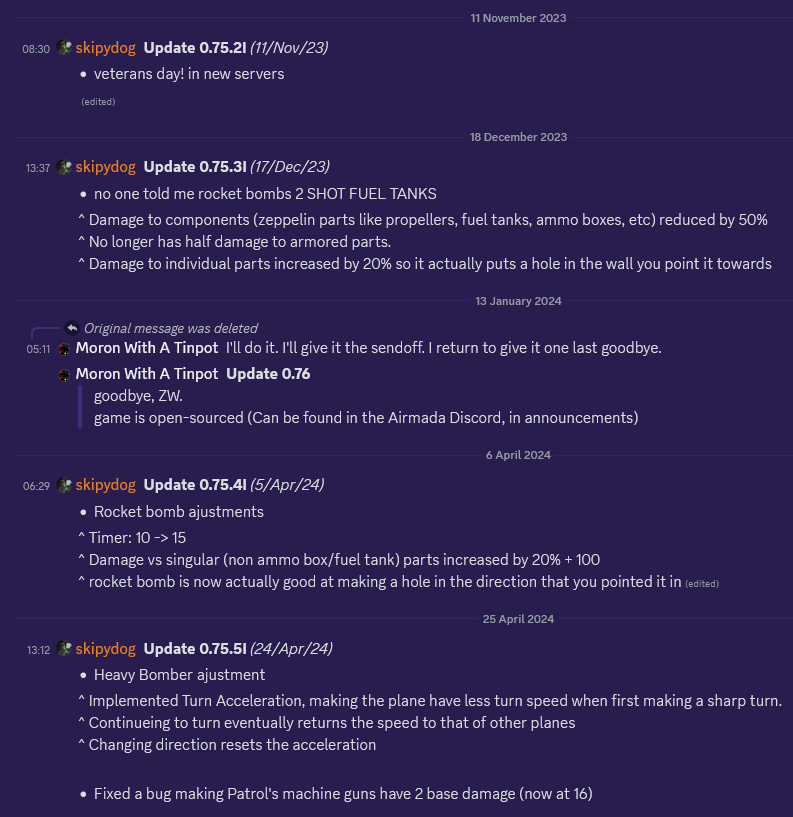 11 November 2023
08:30 skipydog Update 0.75.2I (11/Nov/23)
• veterans day! in new servers
(edited)
18 December 2023
13:37 skipydog Update 0.75.3I (17/Dec/23)
• no one told me rocket bombs 2 SHOT FUEL TANKS
^ Damage to components (zeppelin parts like propellers, fuel tanks, ammo boxes, etc) reduced by 50%
^ No longer has half damage to armored parts.
^ Damage to individual parts increased by 20% so it actually puts a hole in the wall you point it towards
13 January 2024
Original message was deleted
05:11 Moron With A Tinpot I'll do it. I'll give it the sendoff. I return to give it one last goodbye.
Moron With A Tinpot Update 0.76
goodbye, ZW.
game is open-sourced (Can be found in the Airmada Discord, in announcements)
6 April 2024
06:29 skipydog Update 0.75.4I (5/Apr/24)
• Rocket bomb ajustments
^ Timer: 10 -> 15
^ Damage vs singular (non ammo box/fuel tank) parts increased by 20% + 100
^ rocket bomb is now actually good at making a hole in the direction that you pointed it in (edited)
25 April 2024
13:12 skipydog Update 0.75.5I (24/Apr/24)
• Heavy Bomber ajustment
^ Implemented Turn Acceleration, making the plane have less turn speed when first making a sharp turn.
^ Continueing to turn eventually returns the speed to that of other planes
^ Changing direction resets the acceleration
• Fixed a bug making Patrol's machine guns have 2 base damage (now at 16)